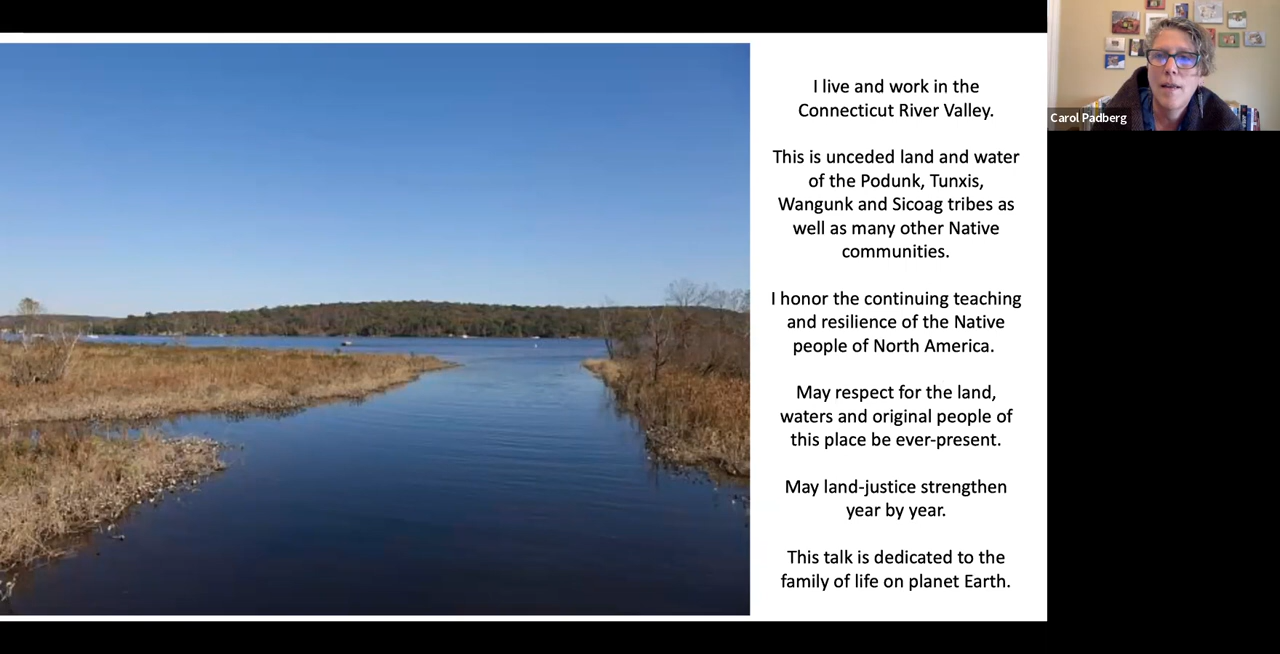 I live and work in the
Connecticut River Valley.
This is unceded land and water
of the Podunk, Tunxis,
Wangunk and Sicoag tribes as
well as many other Native
communities.
I honor the continuing teaching
and resilience of the Native
people of North America.
May respect for the land,
waters and original people of
this place be ever-present.
May land-justice strengthen
year by year.
This talk is dedicated to the
family of life on planet Earth.
Carol Padberg